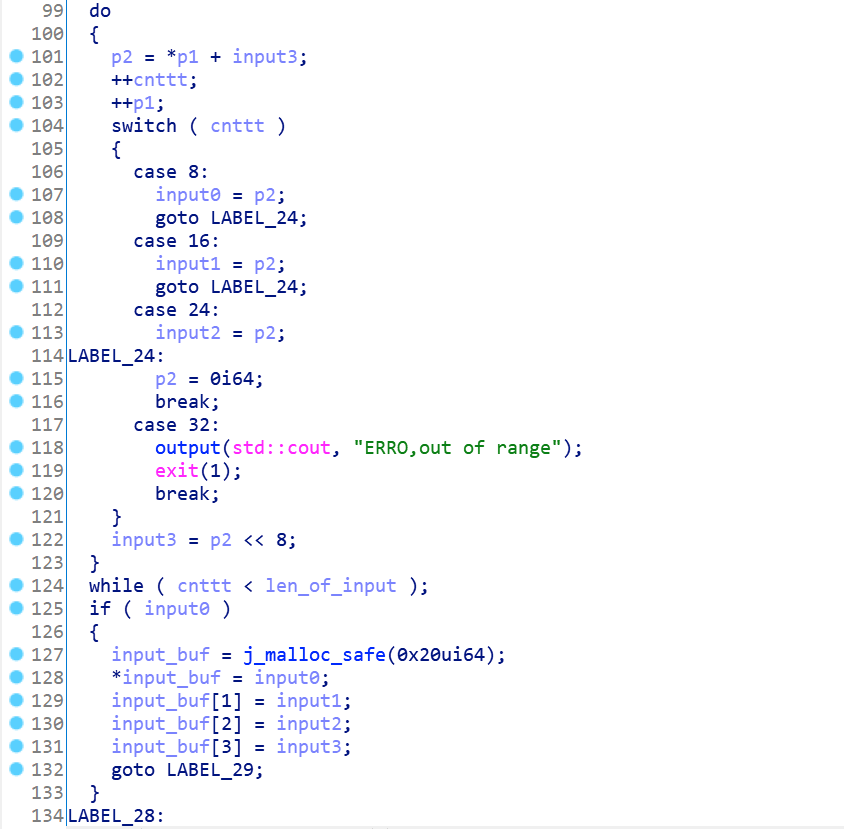 99 do
100 {
101 p2 = *p1 + input3;
102 ++cnttt;
103 ++p1;
104 switch ( cnttt )
105 {
106 case 8:
107 input0 = p2;
108 goto LABEL_24;
109 case 16:
110 input1 = p2;
111 goto LABEL_24;
112 case 24:
113 input2 = p2;
114 LABEL_24:
115 p2 = 0i64;
116 break;
117 case 32:
118 output(std::cout, "ERRO,out of range");
119 exit(1);
120 break;
121 }
122 input3 = p2 << 8;
123 }
124 while ( cnttt < len_of_input );
125 if ( input0 )
126 {
127 input_buf = j_malloc_safe(0x20ui64);
128 *input_buf = input0;
129 input_buf[1] = input1;
130 input_buf[2] = input2;
131 input_buf[3] = input3;
132 goto LABEL_29;
133 }
134 LABEL_28: